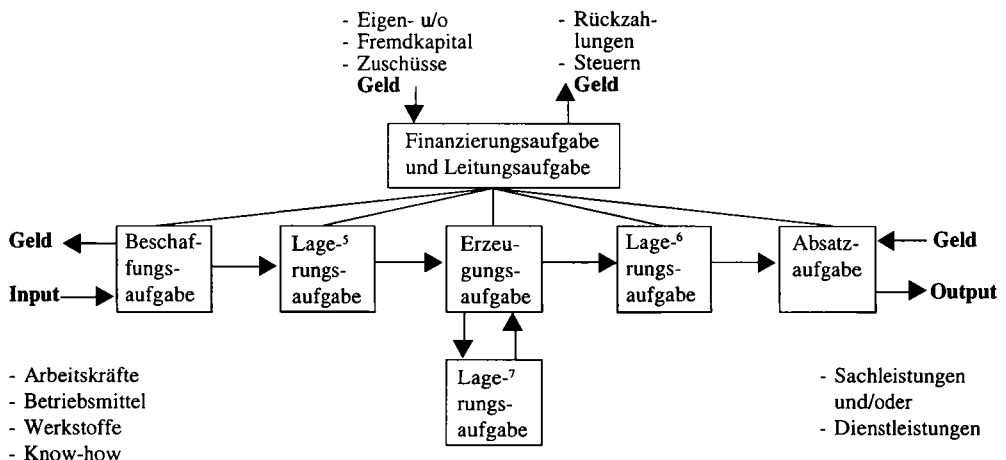 - Eigen- u/o
- Fremdkapital
- Zuschüsse
Geld
- Rückzah-
lungen
- Steuern
Geld
Finanzierungsaufgabe
und Leitungsaufgabe
Geld
Input
Beschaf-
fungs-
aufgabe
Lage-⁵
rungs-
aufgabe
Erzeu-
gungs-
aufgabe
Lage-⁶
rungs-
aufgabe
Absatz-
aufgabe
Geld
Output
Lage-⁷
rungs-
aufgabe
- Arbeitskräfte
- Betriebsmittel
- Werkstoffe
- Know-how
- Sachleistungen
und/oder
- Dienstleistungen